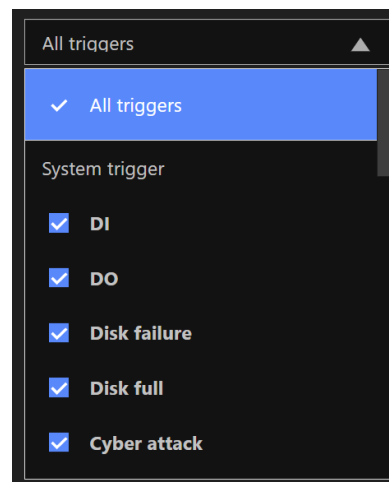 All triggers
All triggers
System trigger
DI
DO
Disk failure
Disk full
Cyber attack